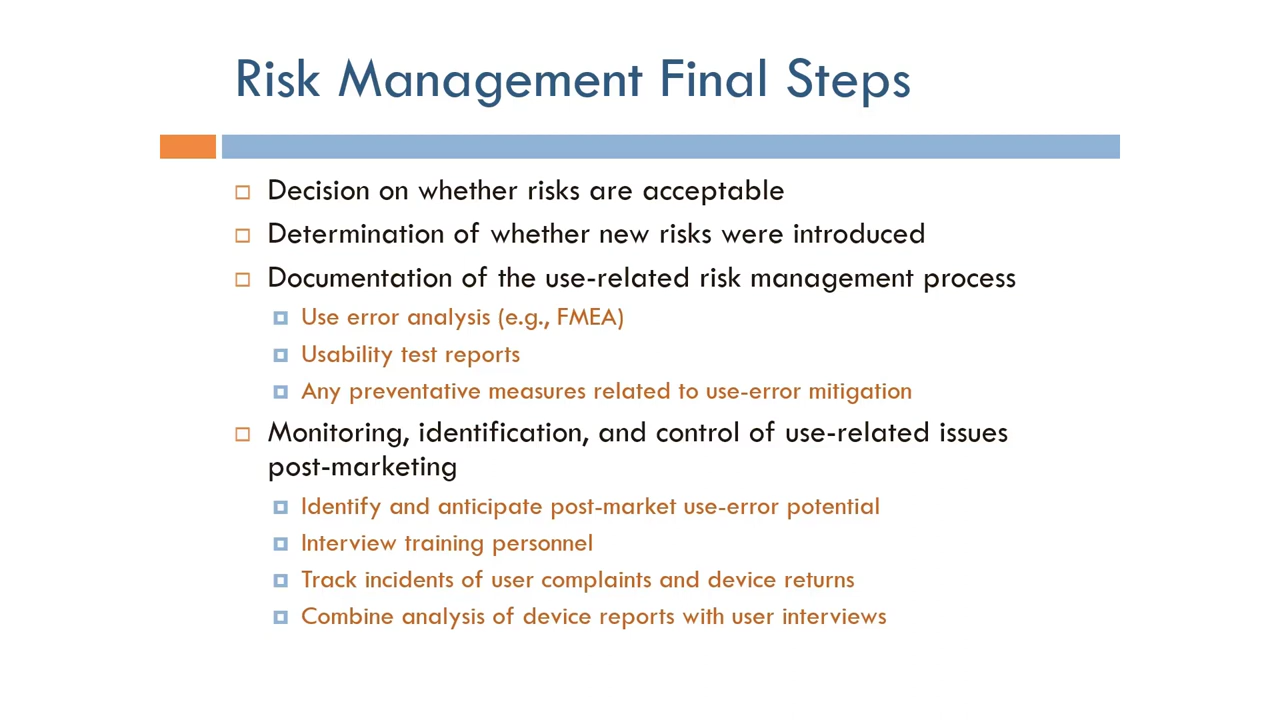 Risk Management Final Steps
Decision on whether risks are acceptable
Determination of whether new risks were introduced
Documentation of the use-related risk management process
Use error analysis (e.g., FMEA)
Usability test reports
Any preventative measures related to use-error mitigation
Monitoring, identification, and control of use-related issues
post-marketing
Identify and anticipate post-market use-error potential
Interview training personnel
Track incidents of user complaints and device returns
Combine analysis of device reports with user interviews